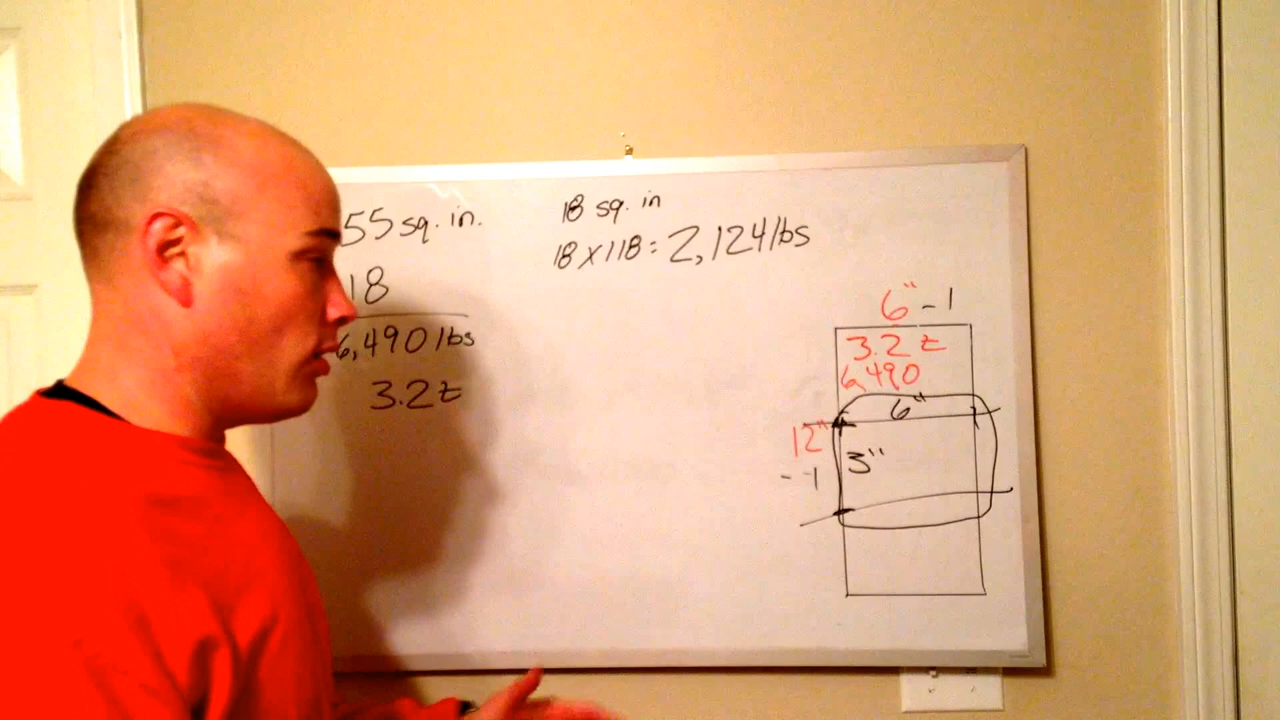 55 sq. in.
18
6,490 lbs
3.2 t
18 sq. in
18 x 118 = 2,124 lbs
6" - 1
3.2 t
6,490
6"
12"
- 1
3"